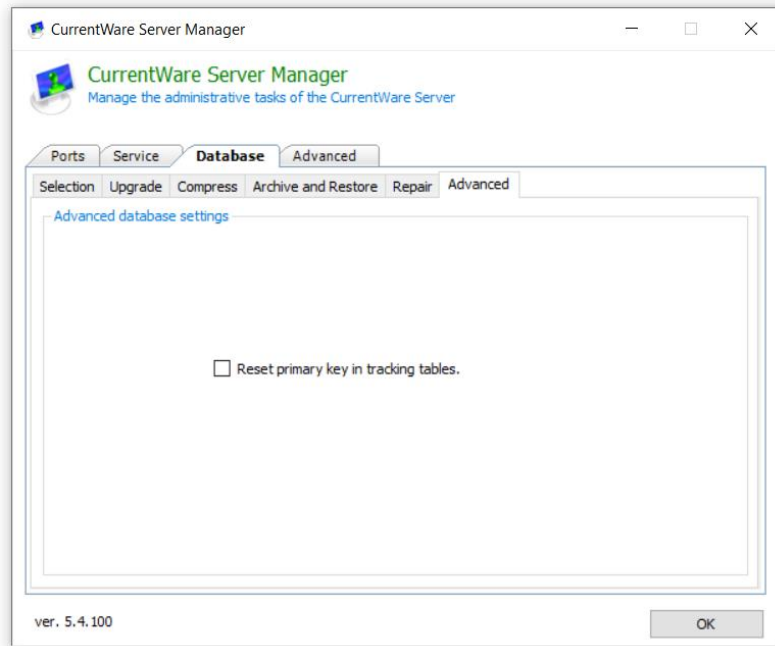 CurrentWare Server Manager
CurrentWare Server Manager
Manage the administrative tasks of the CurrentWare Server
Ports Service Database Advanced
Selection Upgrade Compress Archive and Restore Repair Advanced
Advanced database settings
Reset primary key in tracking tables.
ver. 5.4.100
OK